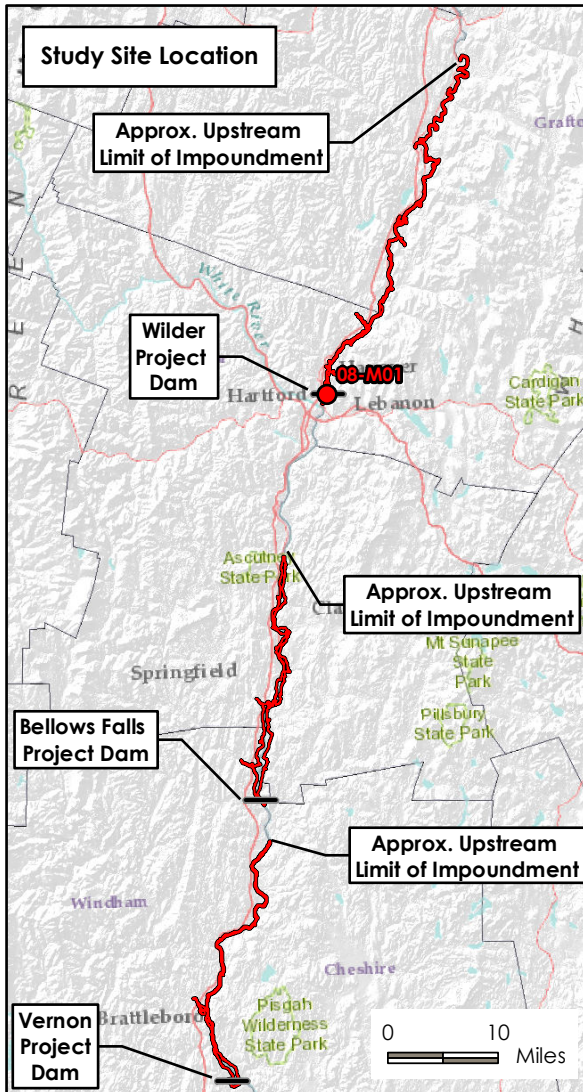 Study Site Location
Approx. Upstream
Limit of Impoundment
Grafto
White River
Wilder
Project
Dam
08-M01
Hartford
Lebanon
Cardigan
State Park
Ascutney
State Park
Approx. Upstream
Limit of Impoundment
Mt Sunapee
State
Park
Springfield
Pillsbury
State Park
Bellows Falls
Project Dam
Approx. Upstream
Limit of Impoundment
Windham
Cheshire
Vernon
Project
Dam
Brattleboro
Pisgah
Wilderness
State Park
0 10
Miles